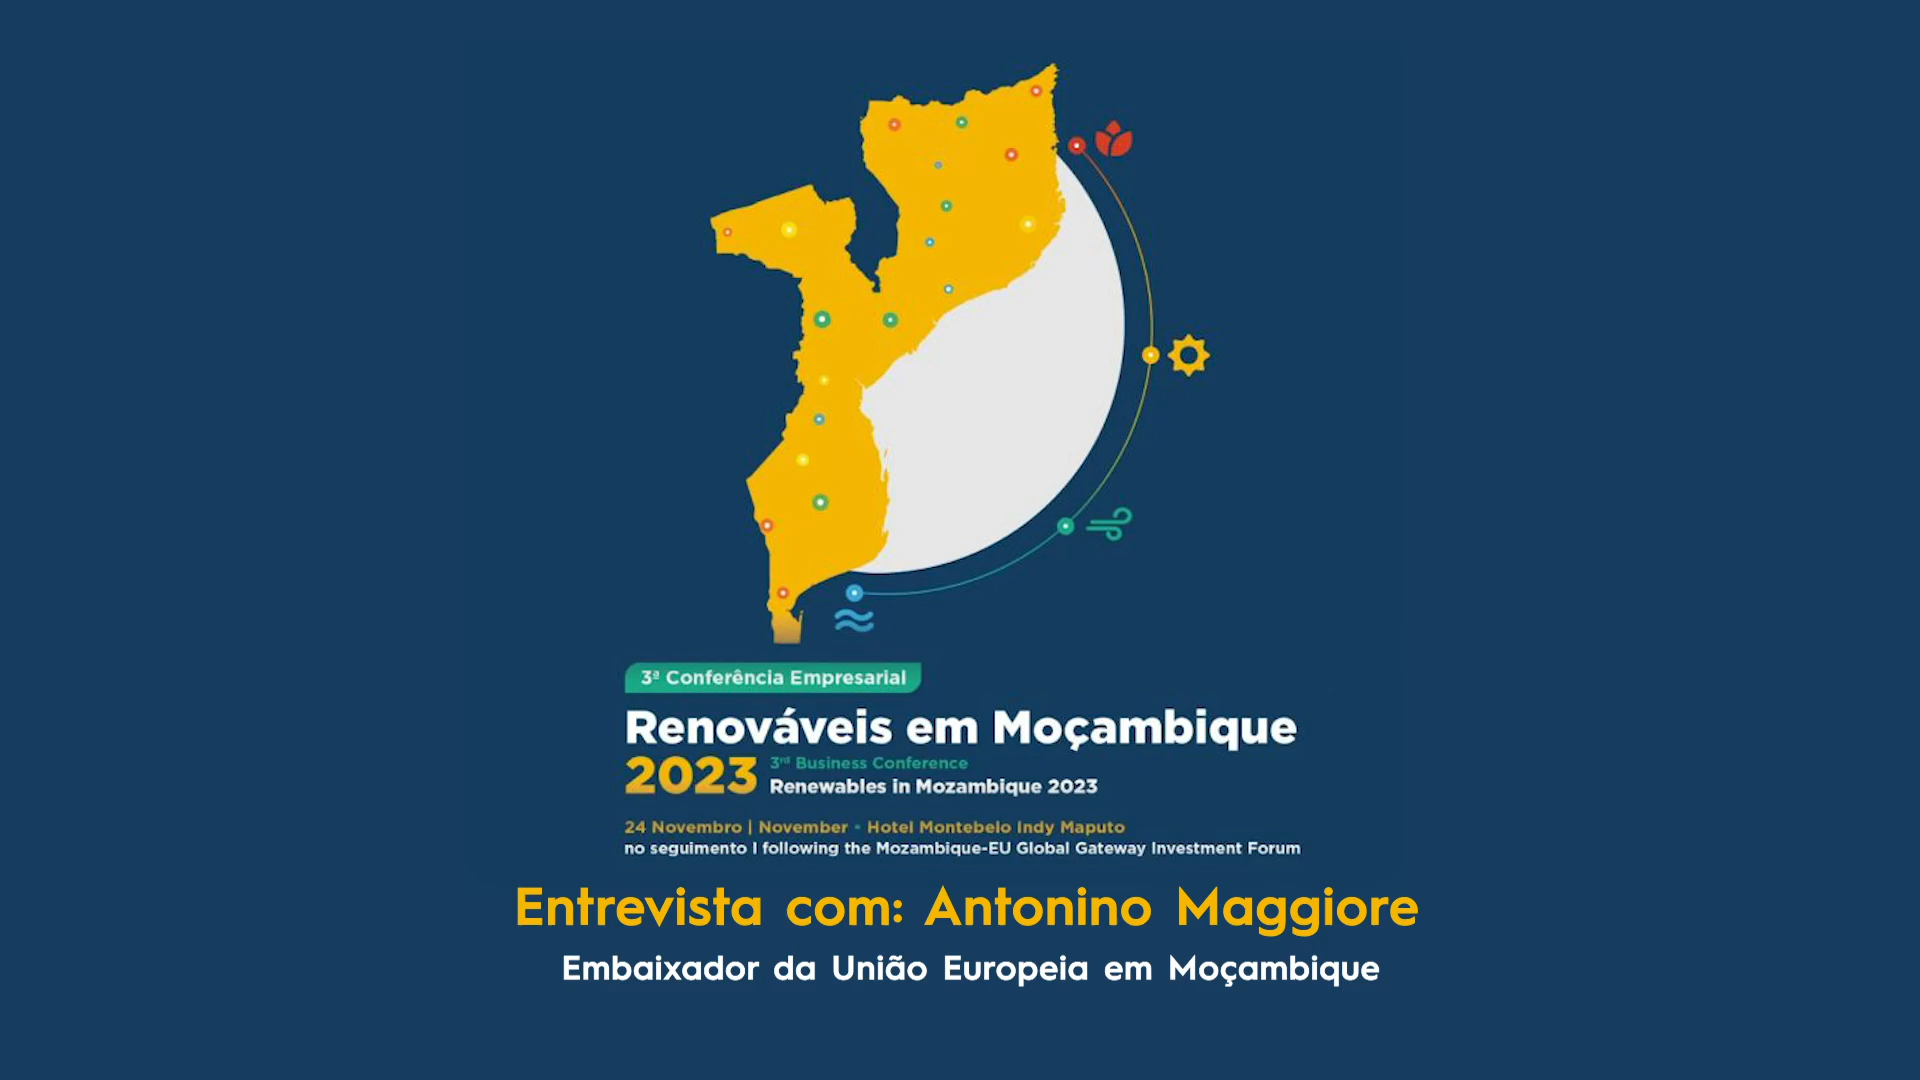 3ª Conferência Empresarial
Renováveis em Moçambique
2023
3rd Business Conference
Renewables in Mozambique 2023
24 Novembro | November • Hotel Montebelo Indy Maputo
no seguimento I following the Mozambique-EU Global Gateway Investment Forum
Entrevista com: Antonino Maggiore
Embaixador da União Europeia em Moçambique